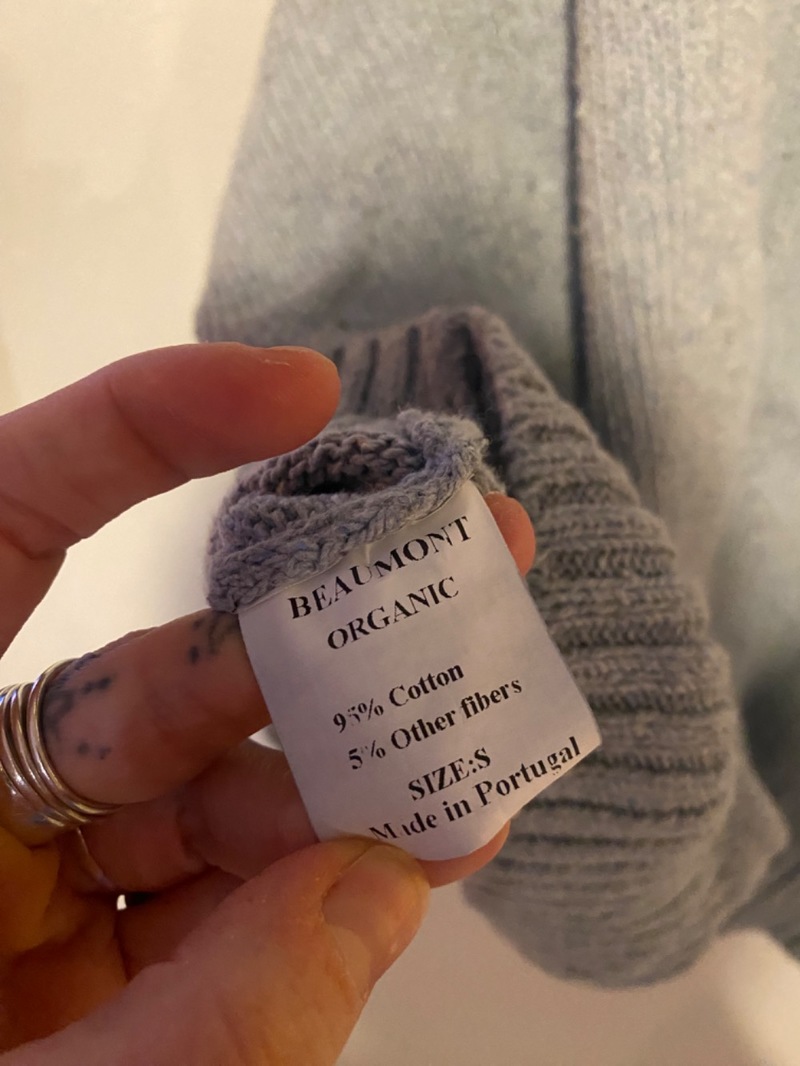 BEAUMONT
ORGANIC
95% Cotton
5% Other fibers
SIZE:S
Made in Portugal